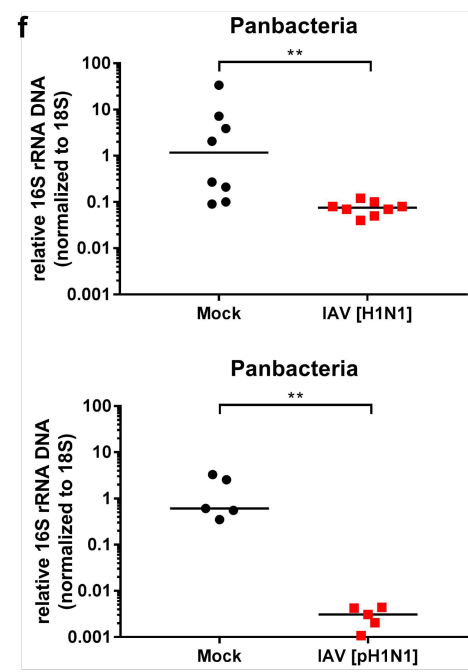 f
Panbacteria
**
relative 16S rRNA DNA
(normalized to 18S)
100
10
1
0.1
0.01
0.001
Mock
IAV [H1N1]
Panbacteria
**
relative 16S rRNA DNA
(normalized to 18S)
100
10
1
0.1
0.01
0.001
Mock
IAV [pH1N1]